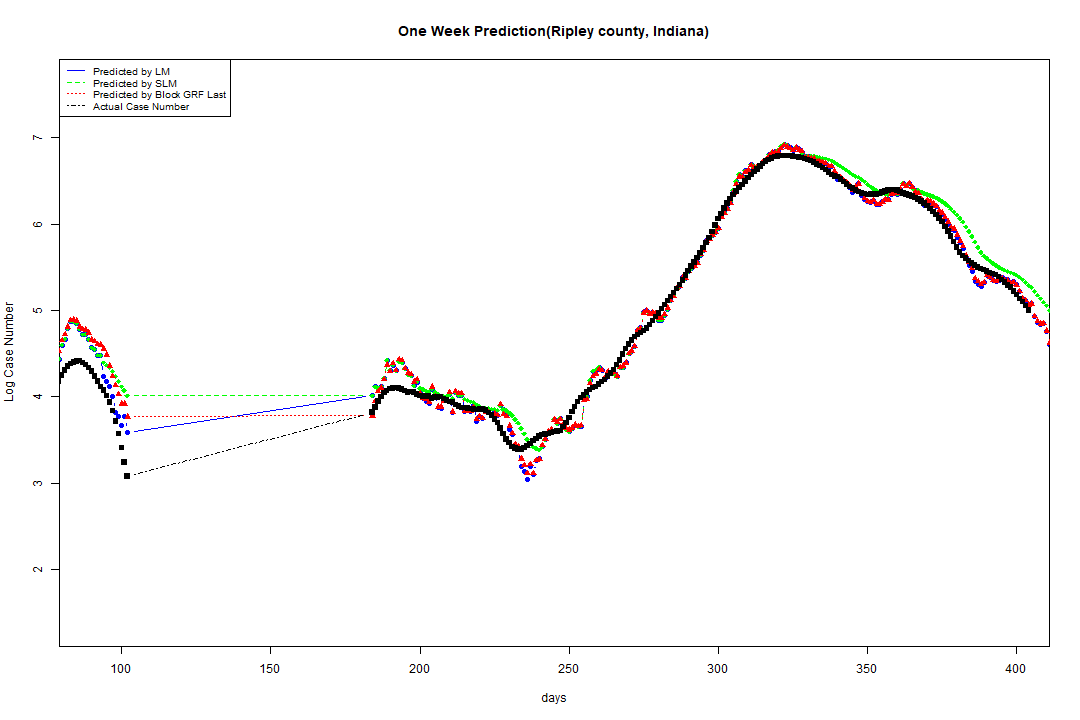 One Week Prediction(Ripley county, Indiana)
Predicted by LM
Predicted by SLM
Predicted by Block GRF Last
Actual Case Number
7
6
5
4
3
2
Log Case Number
100 150 200 250 300 350 400
days